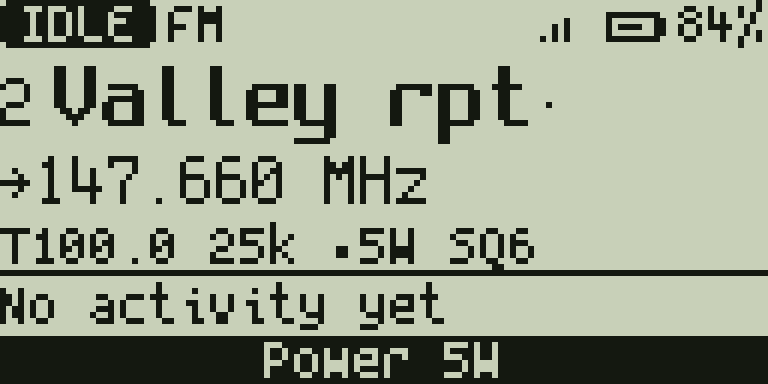 IDLE FM 84%
2 Valley rpt.
→147.660 MHz
T100.0 25k ▪5W SQ6
No activity yet
Power 5W